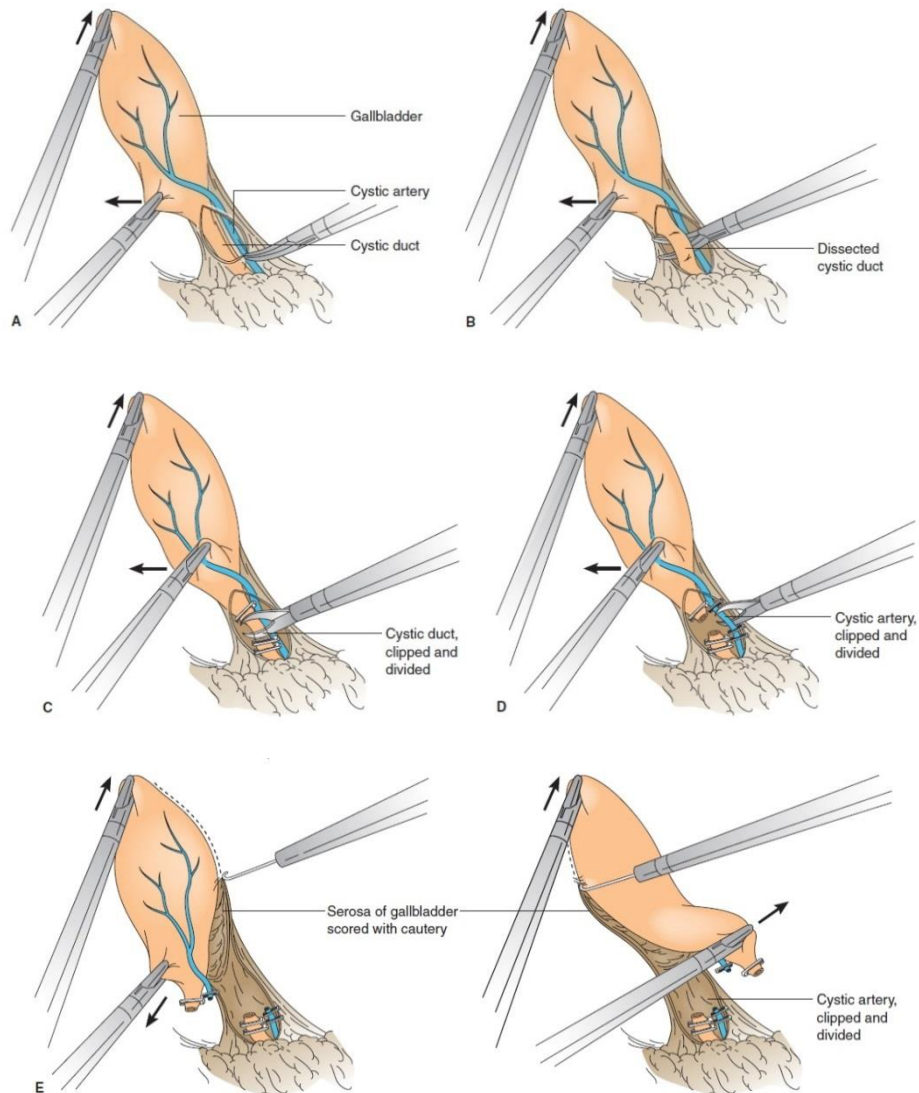 Gallbladder
Cystic artery
Cystic duct
A
Dissected
cystic duct
B
Cystic duct,
clipped and
divided
C
Cystic artery,
clipped and
divided
D
Serosa of gallbladder
scored with cautery
Cystic artery,
clipped and
divided
E